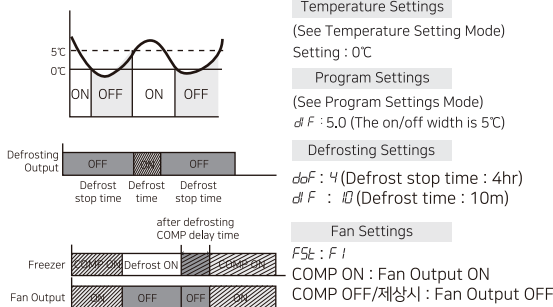 Temperature Settings
(See Temperature Setting Mode)
Setting : 0℃
5℃
0℃
ON OFF ON OFF
Program Settings
(See Program Settings Mode)
dIF : 5.0 (The on/off width is 5℃)
Defrosting Settings
Defrosting
Output
OFF ON OFF
Defrost
stop time
Defrost
time
Defrost
stop time
doF : 4 (Defrost stop time : 4hr)
dIF : 10 (Defrost time : 10m)
after defrosting
COMP delay time
Freezer
COMP ON Defrost ON COMP ON
Fan Output
ON OFF OFF ON
Fan Settings
FSt : F1
COMP ON : Fan Output ON
COMP OFF/제상시 : Fan Output OFF